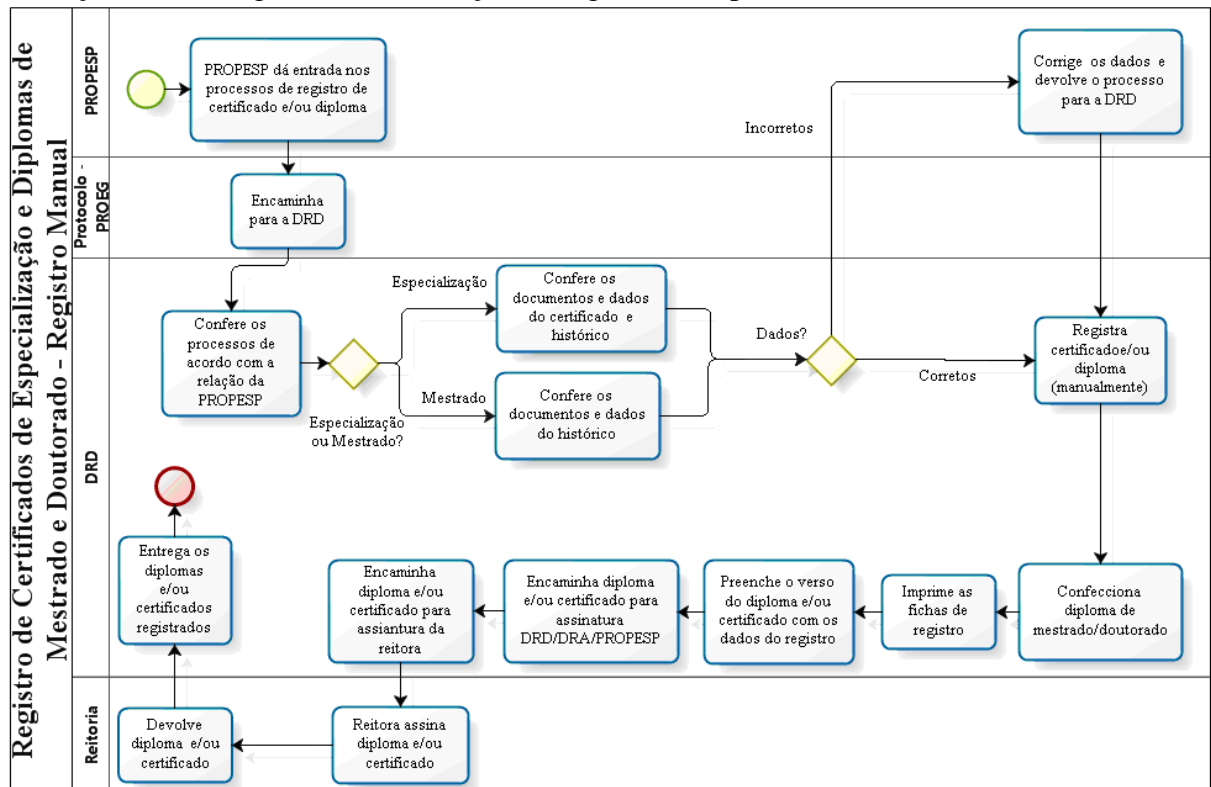 Registro de Certificados de Especialização e Diplomas de
Mestrado e Doutorado - Registro Manual
PROPESP
PROPESP dá entrada nos
processos de registro de
certificado e/ou diploma
Corrige os dados e
devolve o processo
para a DRD
Incorretos
Protocolo -
PROEG
Encaminha
para a DRD
DRD
Confere os
processos de
acordo com a
relação da
PROPESP
Especialização
ou Mestrado?
Especialização
Confere os
documentos e dados
do certificado e
histórico
Mestrado
Confere os
documentos e dados
do histórico
Dados?
Corretos
Registra
certificadoe/ou
diploma
(manualmente)
Confecciona
diploma de
mestrado/doutorado
Imprime as
fichas de
registro
Preenche o verso
do diploma e/ou
certificado com os
dados do registro
Encaminha diploma
e/ou certificado para
assinatura
DRD/DRA/PROPESP
Encaminha
diploma e/ou
certificado para
assiantura da
reitora
Entrega os
diplomas
e/ou
certificados
registrados
Reitoria
Reitora assina
diploma e/ou
certificado
Devolve
diploma e/ou
certificado